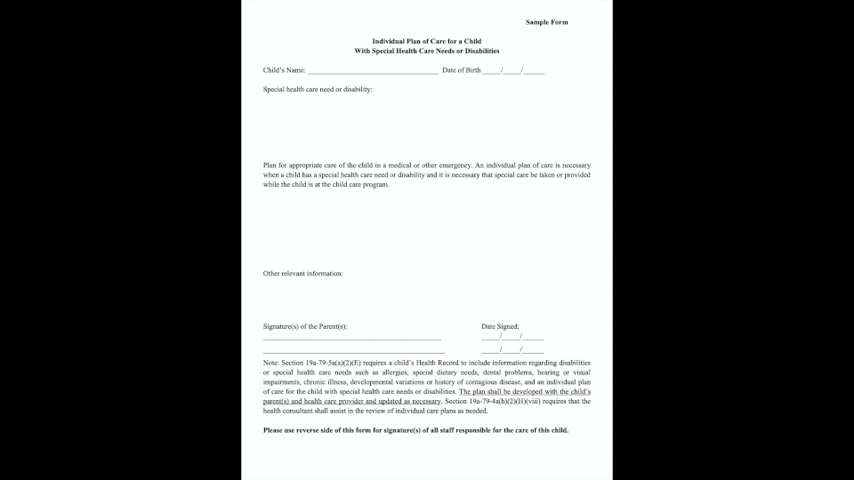 Sample Form
Individual Plan of Care for a Child
With Special Health Care Needs or Disabilities
Child's Name: ______________________________________ Date of Birth _____/_____/______
Special health care need or disability:
Plan for appropriate care of the child in a medical or other emergency. An individual plan of care is necessary
when a child has a special health care need or disability and it is necessary that special care be taken or provided
while the child is at the child care program.
Other relevant information:
Signature(s) of the Parent(s): Date Signed:
____________________________________________________ _____/_____/______
_____________________________________________________ _____/_____/______
Note: Section 19a-79-5a(a)(2)(E) requires a child's Health Record to include information regarding disabilities
or special health care needs such as allergies, special dietary needs, dental problems, hearing or visual
impairments, chronic illness, developmental variations or history of contagious disease, and an individual plan
of care for the child with special health care needs or disabilities. The plan shall be developed with the child's
parent(s) and health care provider and updated as necessary. Section 19a-79-4a(h)(2)(H)(viii) requires that the
health consultant shall assist in the review of individual care plans as needed.
Please use reverse side of this form for signature(s) of all staff responsible for the care of this child.